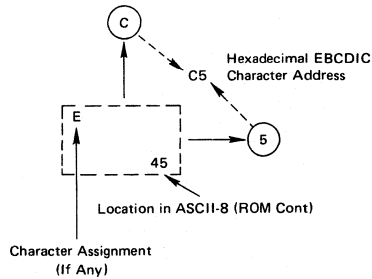 C
Hexadecimal EBCDIC
Character Address
C5
E
5
45
Location in ASCII-8 (ROM Cont)
Character Assignment
(If Any)